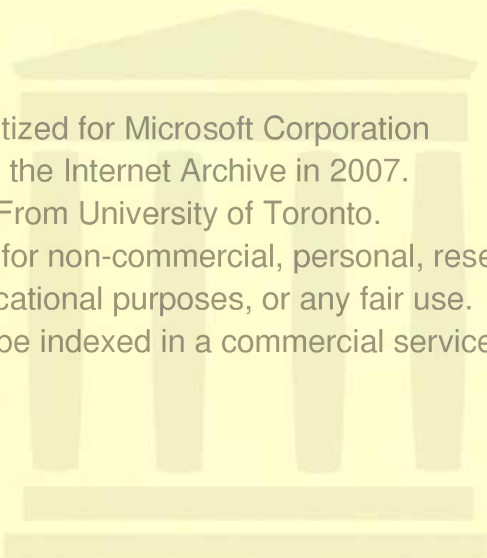 tized for Microsoft Corporation
the Internet Archive in 2007.
From University of Toronto.
for non-commercial, personal, rese
cational purposes, or any fair use.
be indexed in a commercial service